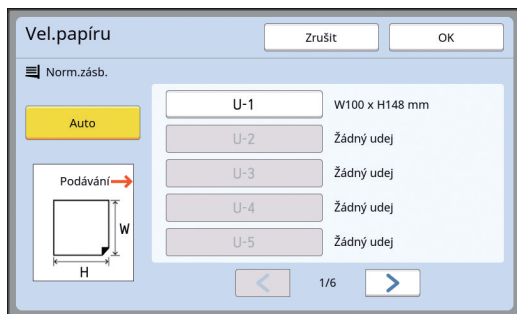 Vel.papíru
Zrušit
OK
Norm.zásb.
Auto
U-1 W100 x H148 mm
U-2 Žádný udej
U-3 Žádný udej
U-4 Žádný udej
U-5 Žádný udej
Podávání
W
H
1/6